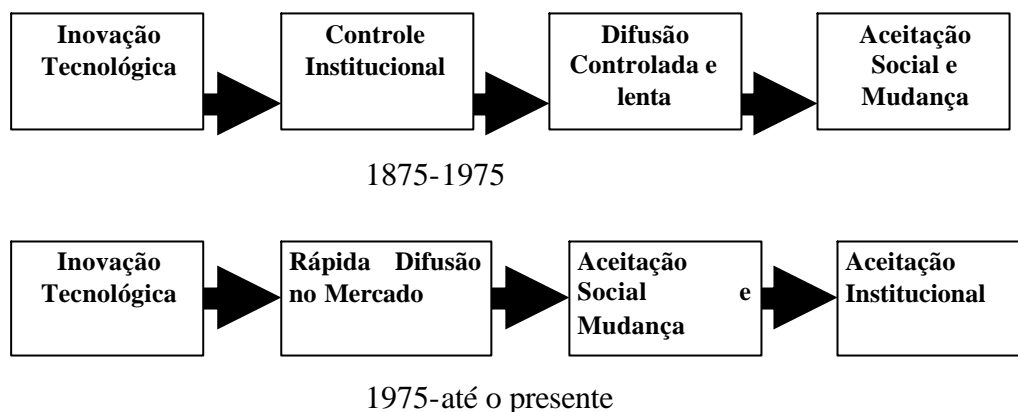 Inovação
Tecnológica
Controle
Institucional
Difusão
Controlada e
lenta
Aceitação
Social e
Mudança
1875-1975
Inovação
Tecnológica
Rápida Difusão
no Mercado
Aceitação
Social e
Mudança
Aceitação
Institucional
1975-até o presente